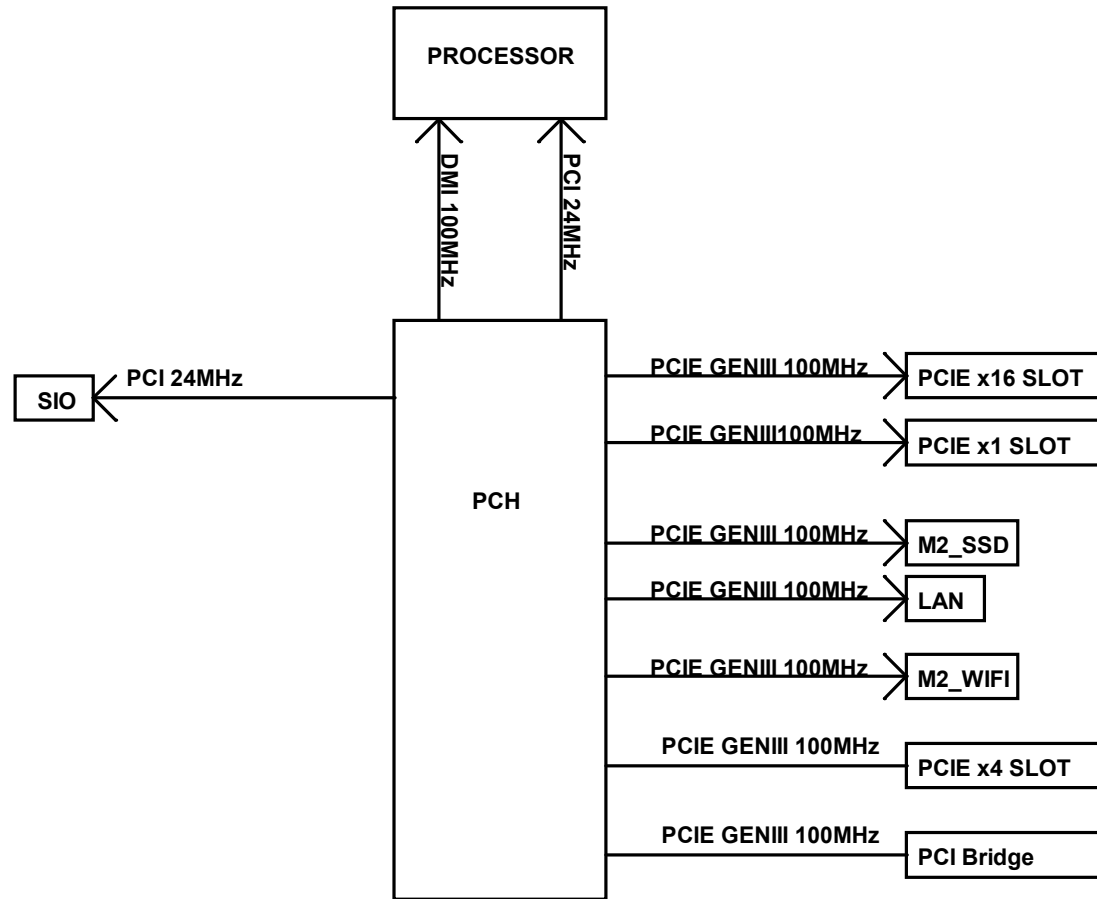 PROCESSOR
DMI 100MHz
PCI 24MHz
PCI 24MHz
SIO
PCH
PCIE GENIII 100MHz
PCIE x16 SLOT
PCIE GENIII100MHz
PCIE x1 SLOT
PCIE GENIII 100MHz
M2_SSD
PCIE GENIII 100MHz
LAN
PCIE GENIII 100MHz
M2_WIFI
PCIE GENIII 100MHz
PCIE x4 SLOT
PCIE GENIII 100MHz
PCI Bridge